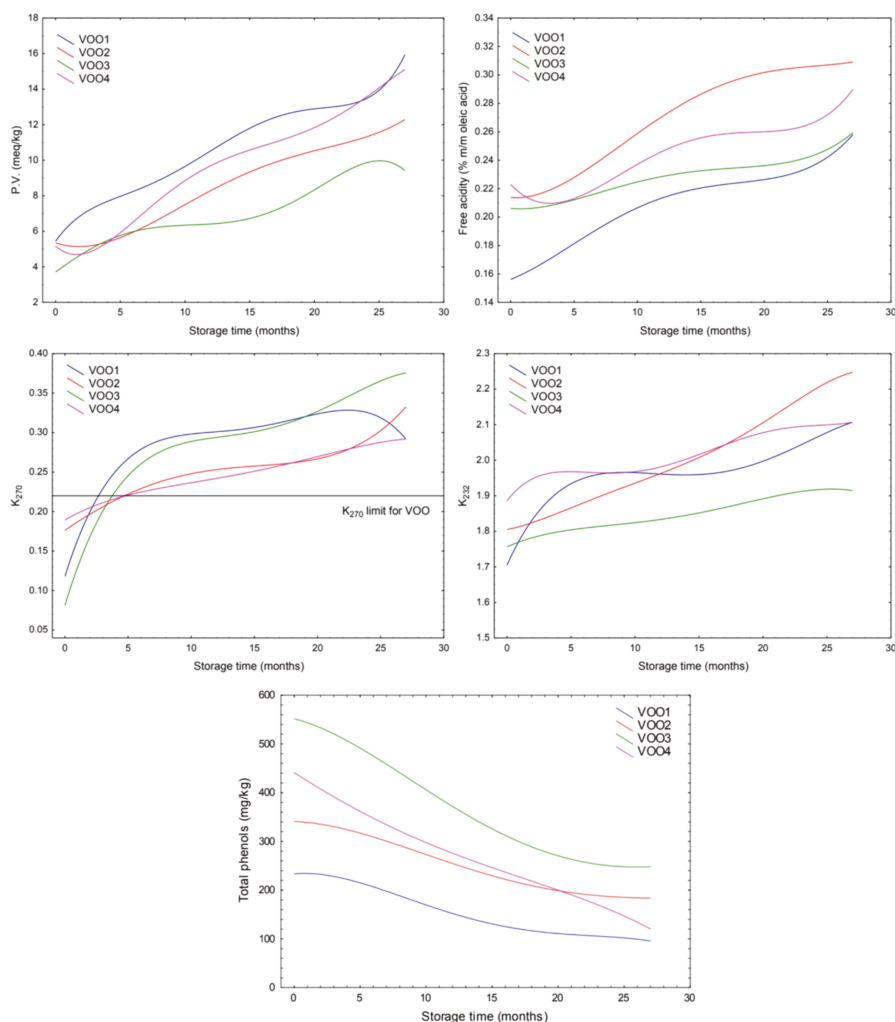 18
16
14
12
10
8
6
4
2
P.V. (meq/kg)
VOO1
VOO2
VOO3
VOO4
0 5 10 15 20 25 30
Storage time (months)
0.34
0.32
0.30
0.28
0.26
0.24
0.22
0.20
0.18
0.16
0.14
Free acidity (% m/m oleic acid)
VOO1
VOO2
VOO3
VOO4
0 5 10 15 20 25 30
Storage time (months)
0.40
0.35
0.30
0.25
0.20
0.15
0.10
0.05
K270
VOO1
VOO2
VOO3
VOO4
K270 limit for VOO
0 5 10 15 20 25 30
Storage time (months)
2.3
2.2
2.1
2.0
1.9
1.8
1.7
1.6
1.5
K232
VOO1
VOO2
VOO3
VOO4
0 5 10 15 20 25 30
Storage time (months)
600
500
400
300
200
100
0
Total phenols (mg/kg)
VOO1
VOO2
VOO3
VOO4
0 5 10 15 20 25 30
Storage time (months)